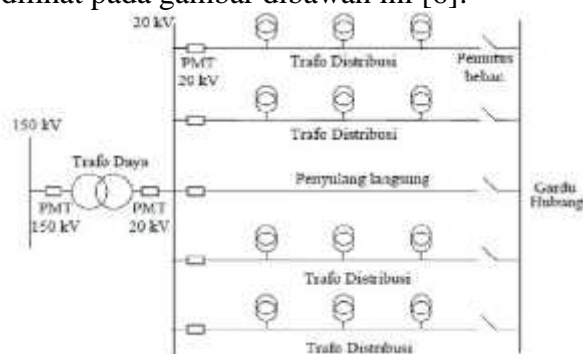 dilihat pada gambar dibawah ini [6].
20 kV
PMT
20 kV
Trafo Distribusi
Pemutus
beban
Trafo Distribusi
150 kV
Trafo Daya
Penyulang langsung
PMT
150 kV
PMT
20 kV
Gardu
Hubung
Trafo Distribusi
Trafo Distribusi